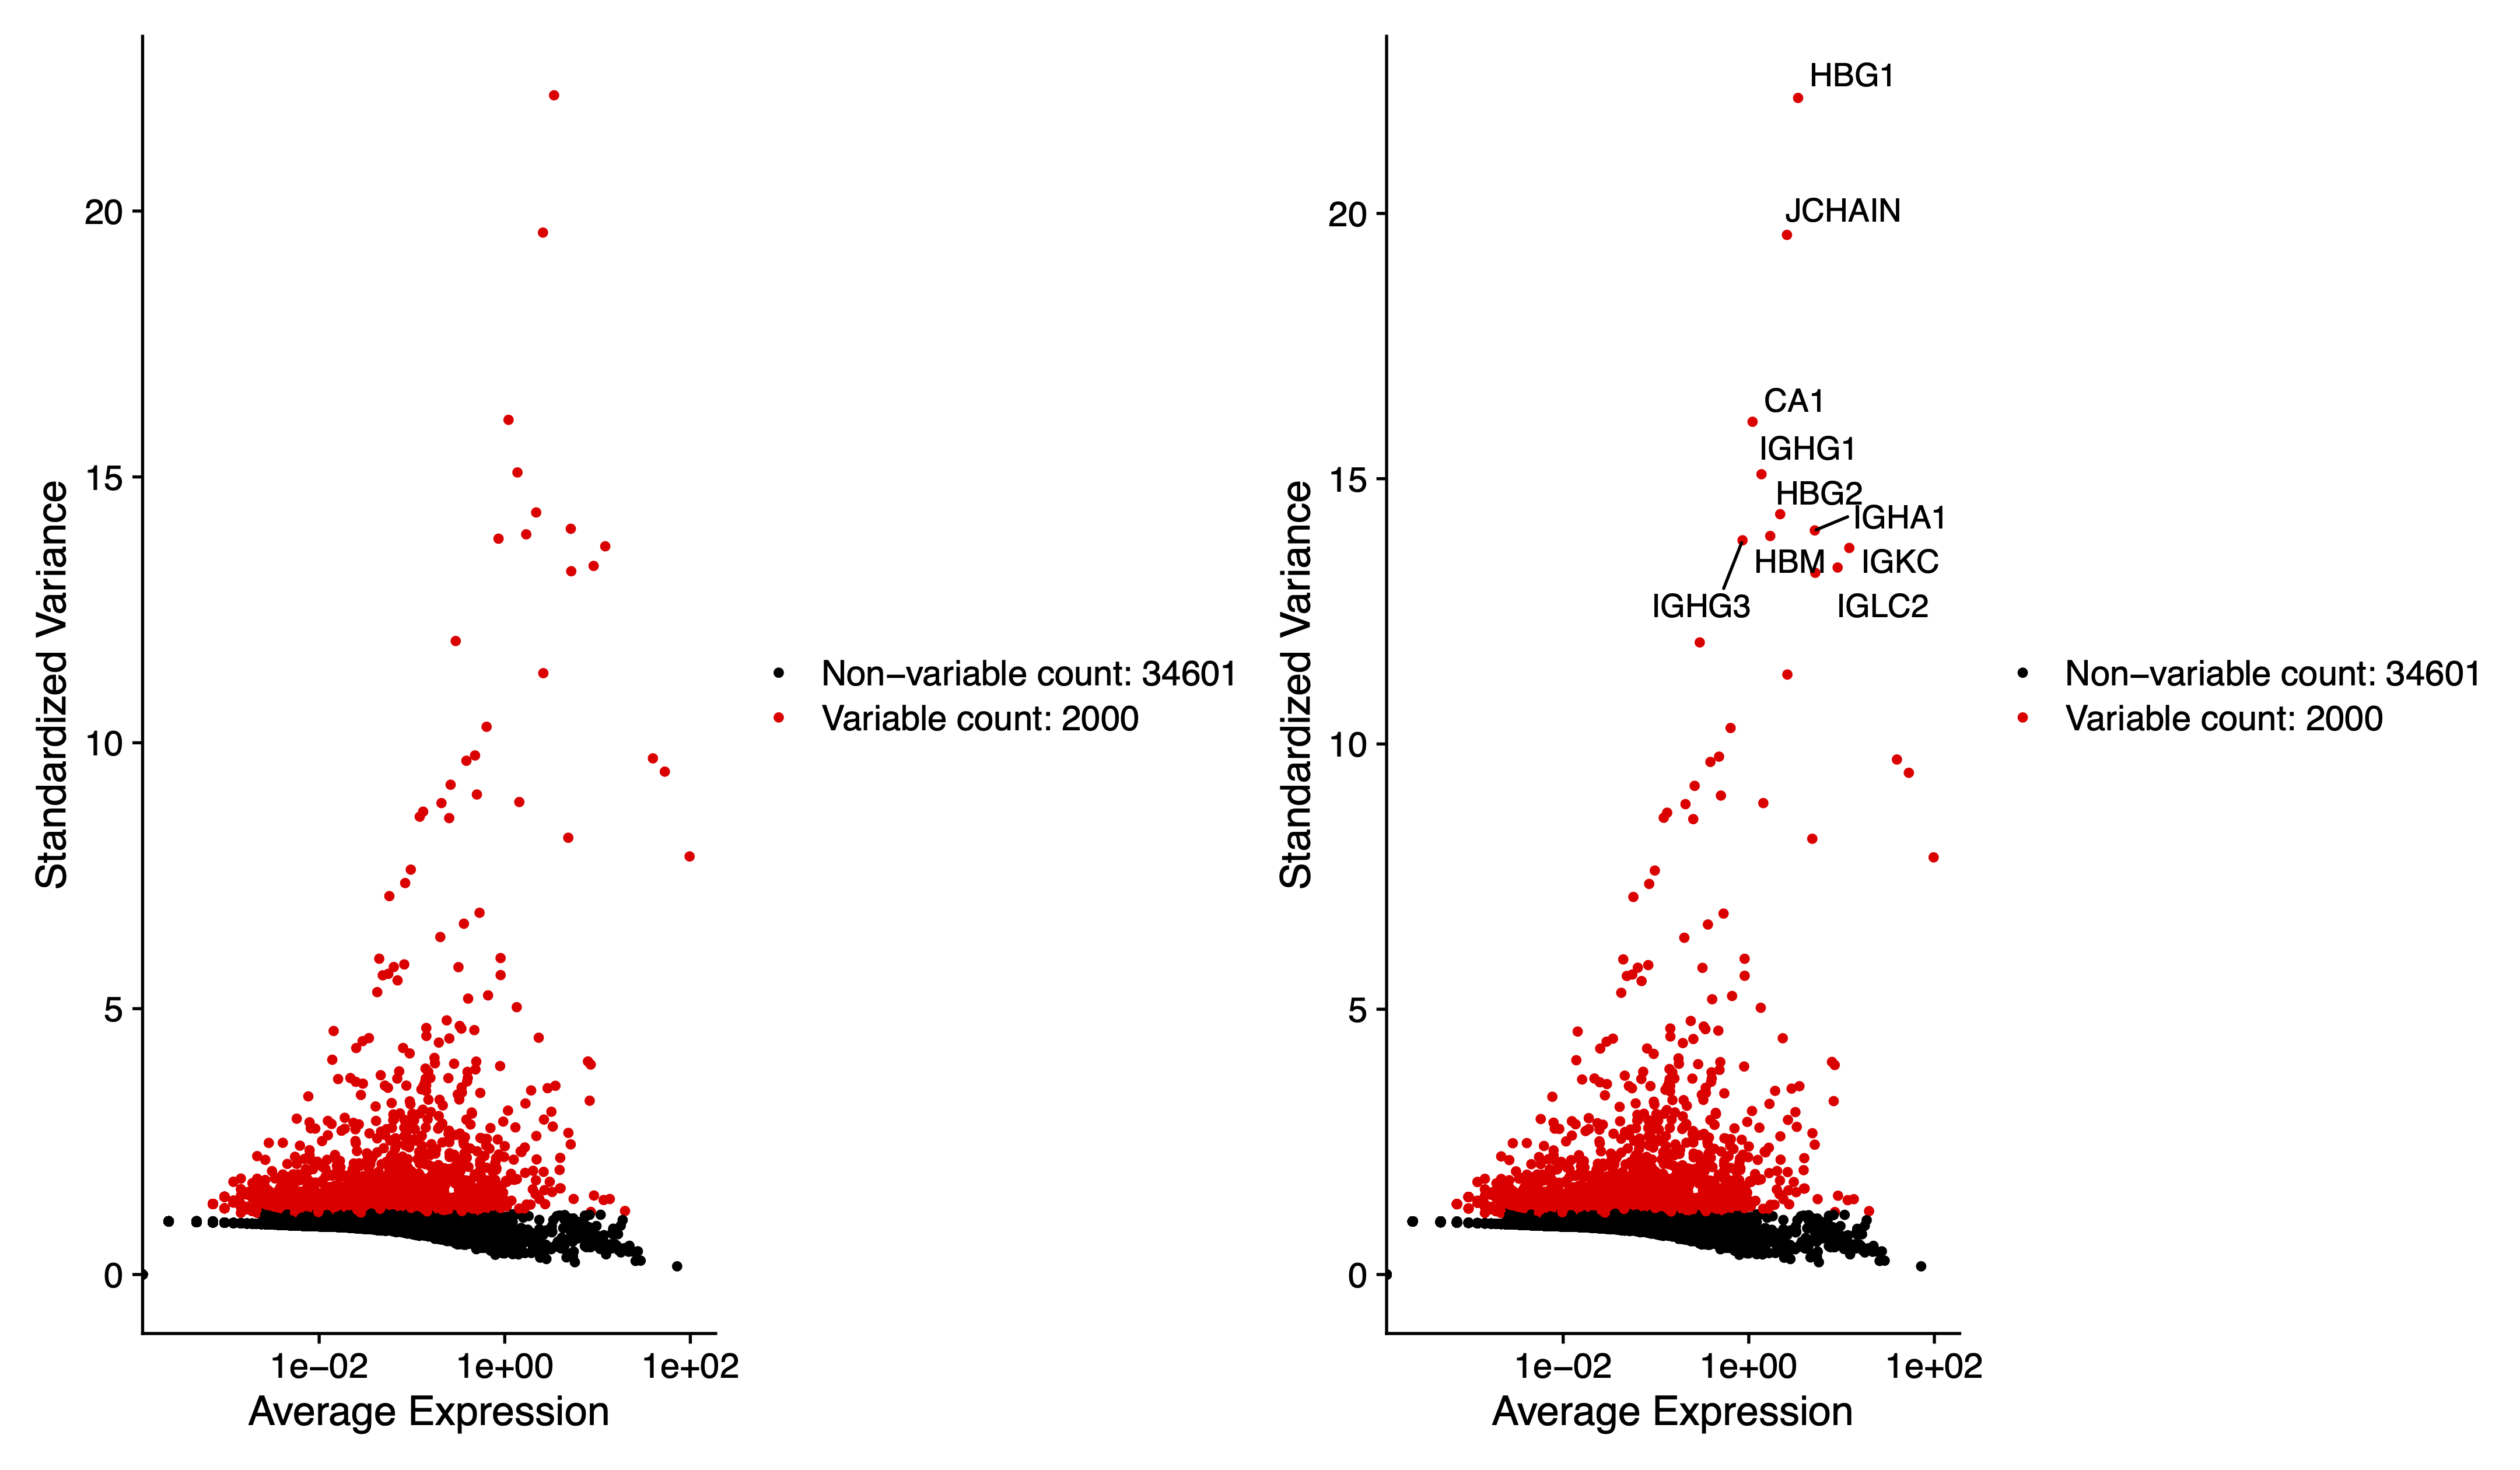 Standardized Variance
20
15
10
5
0
1e−02 1e+00 1e+02
Average Expression
Non−variable count: 34601
Variable count: 2000
Standardized Variance
20
15
10
5
0
HBG1
JCHAIN
CA1
IGHG1
HBG2
IGHA1
HBM
IGKC
IGHG3
IGLC2
1e−02 1e+00 1e+02
Average Expression
Non−variable count: 34601
Variable count: 2000